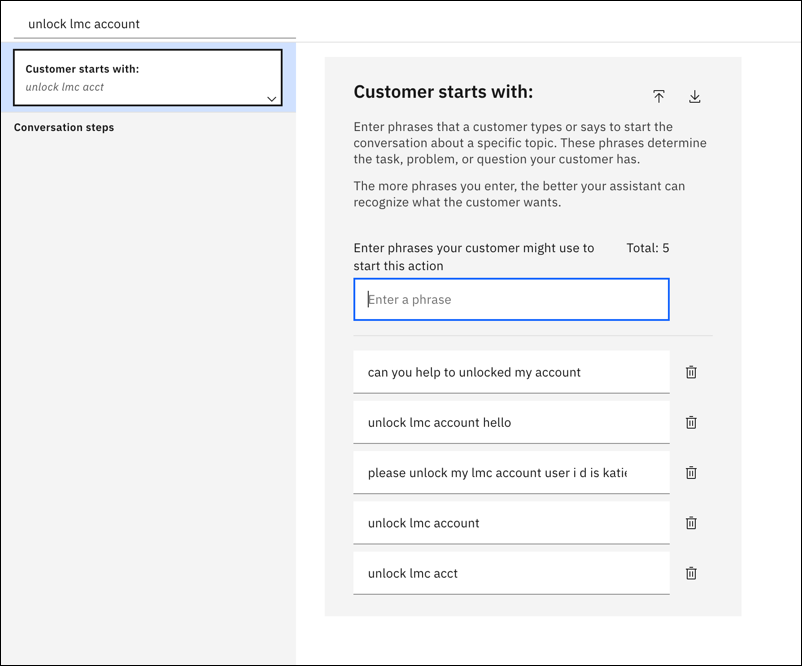 unlock lmc account
Customer starts with:
unlock lmc acct
Conversation steps
Customer starts with:
Enter phrases that a customer types or says to start the
conversation about a specific topic. These phrases determine
the task, problem, or question your customer has.
The more phrases you enter, the better your assistant can
recognize what the customer wants.
Enter phrases your customer might use to
start this action
Total: 5
Enter a phrase
can you help to unlocked my account
unlock lmc account hello
please unlock my lmc account user i d is katie
unlock lmc account
unlock lmc acct